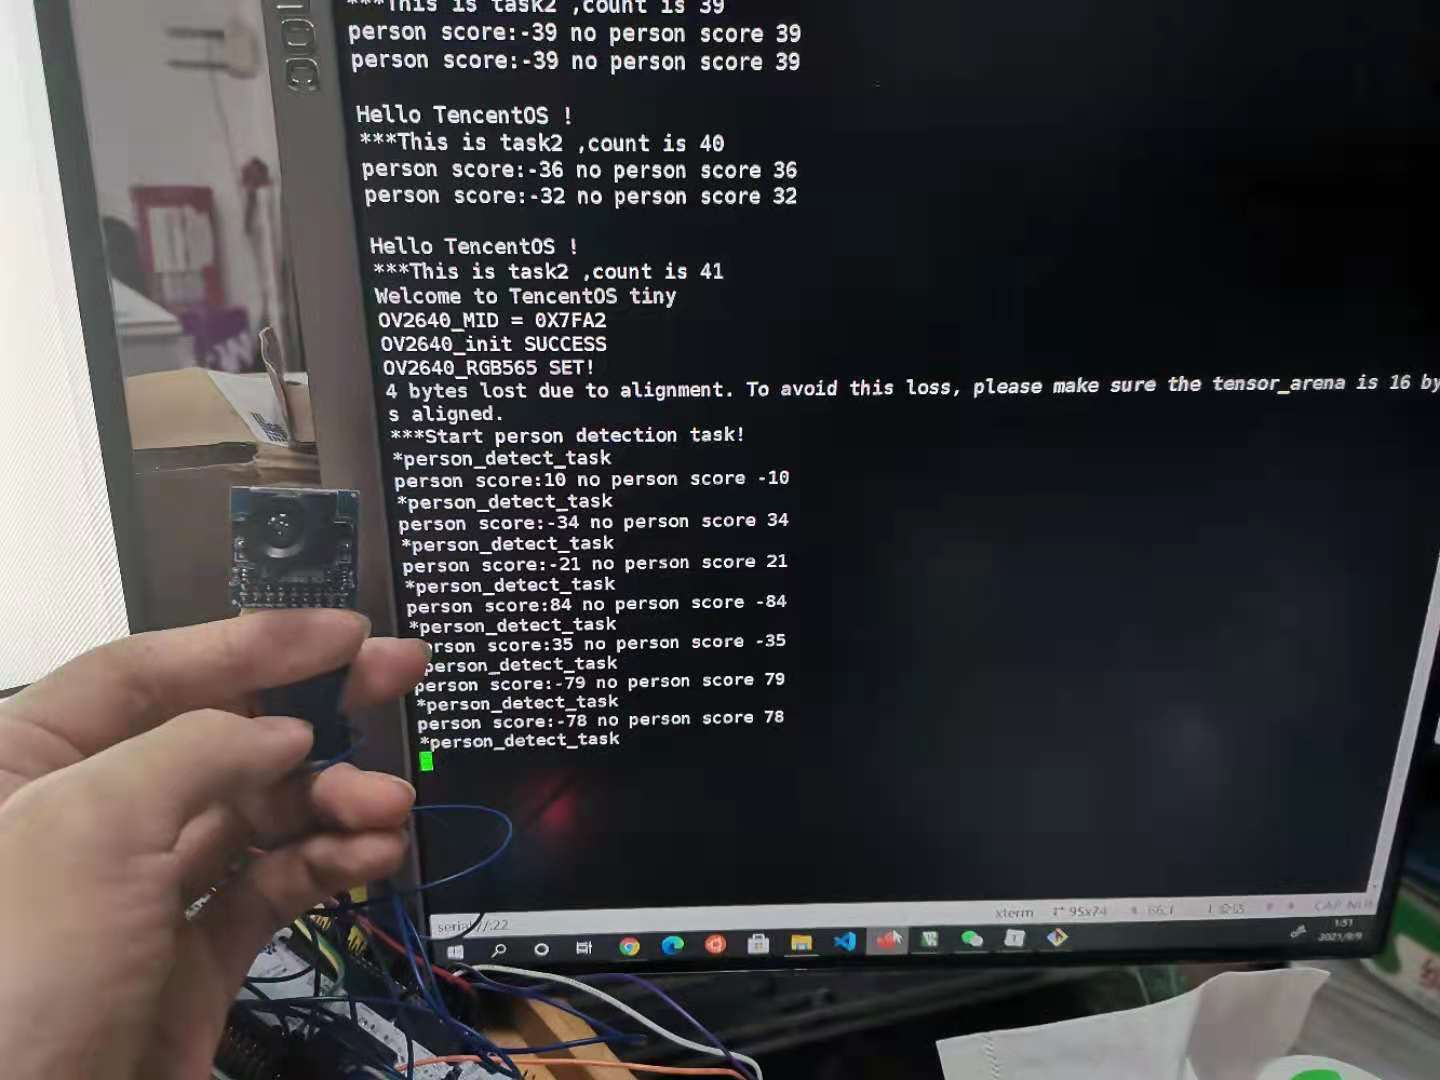 ***This is task2 ,count is 39
person score:-39 no person score 39
person score:-39 no person score 39
Hello TencentOS !
***This is task2 ,count is 40
person score:-36 no person score 36
person score:-32 no person score 32
Hello TencentOS !
***This is task2 ,count is 41
Welcome to TencentOS tiny
OV2640_MID = 0X7FA2
OV2640_init SUCCESS
OV2640_RGB565 SET!
4 bytes lost due to alignment. To avoid this loss, please make sure the tensor_arena is 16 by
s aligned.
***Start person detection task!
*person_detect_task
person score:10 no person score -10
*person_detect_task
person score:-34 no person score 34
*person_detect_task
person score:-21 no person score 21
*person_detect_task
person score:84 no person score -84
*person_detect_task
person score:35 no person score -35
person_detect_task
person score:-79 no person score 79
*person_detect_task
person score:-78 no person score 78
*person_detect_task
serial://:22
xterm
95x74
CAP NUM
1:51
2021/8/9
AOC